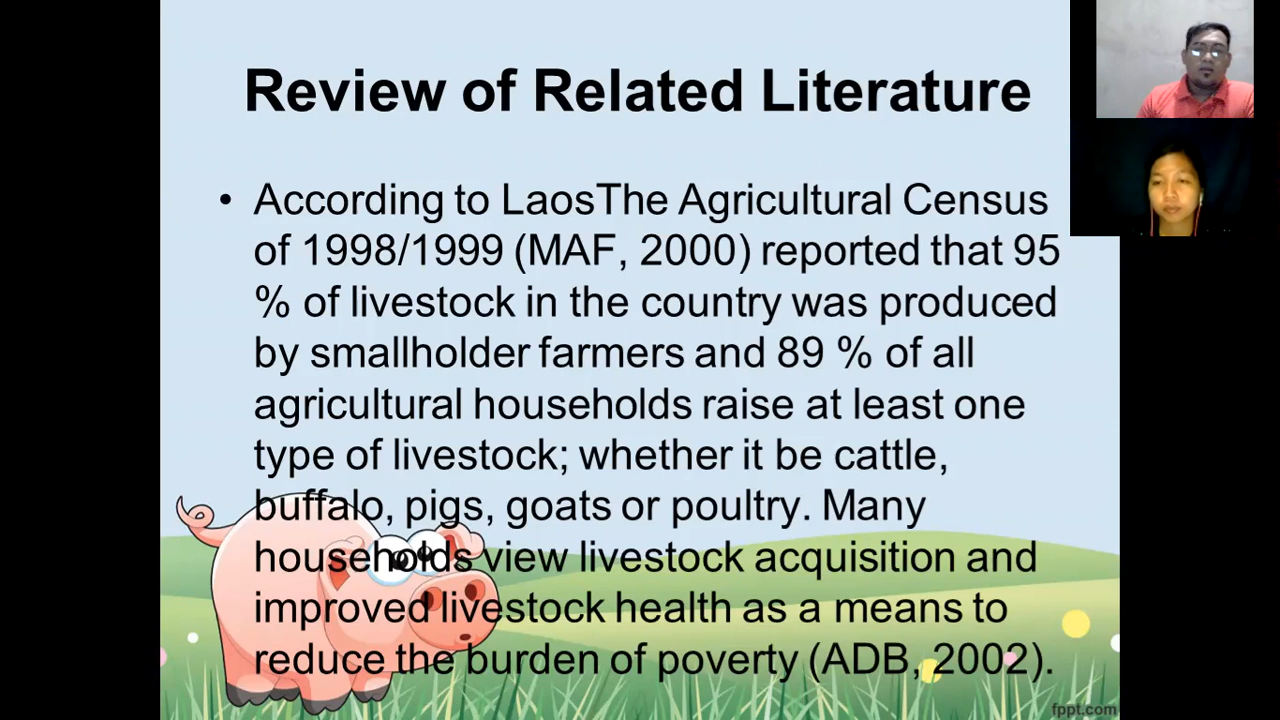 Review of Related Literature
• According to LaosThe Agricultural Census
of 1998/1999 (MAF, 2000) reported that 95
% of livestock in the country was produced
by smallholder farmers and 89 % of all
agricultural households raise at least one
type of livestock; whether it be cattle,
buffalo, pigs, goats or poultry. Many
households view livestock acquisition and
improved livestock health as a means to
reduce the burden of poverty (ADB, 2002).
fppt.com